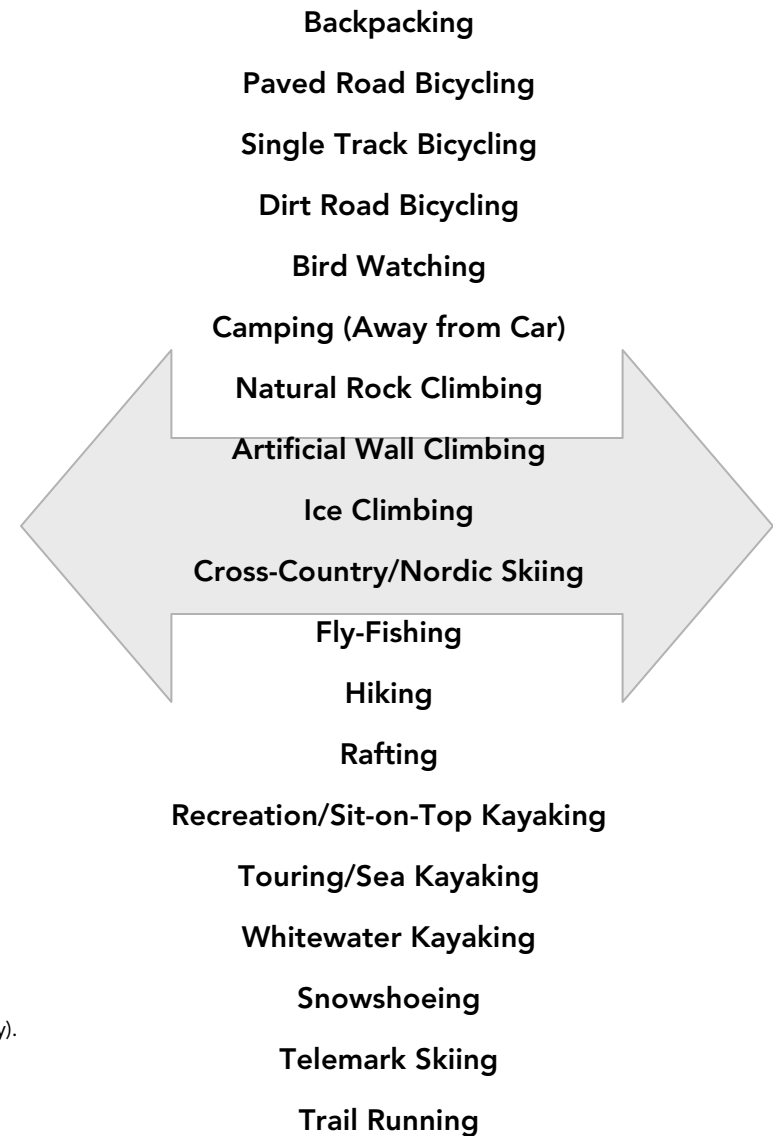 Backpacking
Paved Road Bicycling
Single Track Bicycling
Dirt Road Bicycling
Bird Watching
Camping (Away from Car)
Natural Rock Climbing
Artificial Wall Climbing
Ice Climbing
Cross-Country/Nordic Skiing
Fly-Fishing
Hiking
Rafting
Recreation/Sit-on-Top Kayaking
Touring/Sea Kayaking
Whitewater Kayaking
Snowshoeing
y).
Telemark Skiing
Trail Running